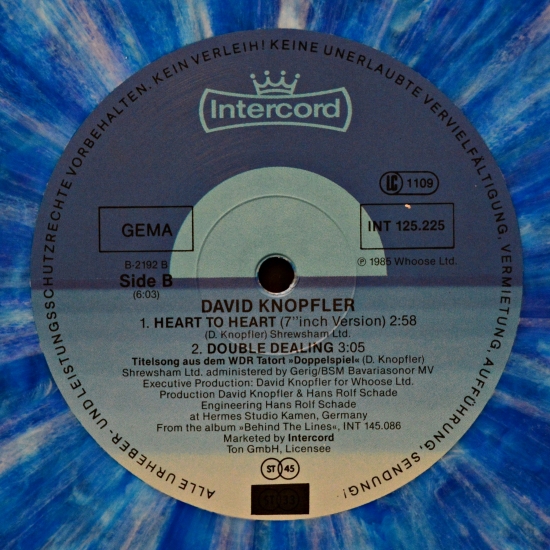 ALLE URHEBER- UND LEISTUNGSSCHUTZRECHTE VORBEHALTEN. KEIN VERLEIH! KEINE UNERLAUBTE VERVIELFÄLTIGUNG, VERMIETUNG, AUFFÜHRUNG, SENDUNG!
Intercord
LC 1109
GEMA
INT 125.225
B-2192 B
℗ 1985 Whoose Ltd.
Side B
(6:03)
DAVID KNOPFLER
1. HEART TO HEART (7"inch Version) 2:58
(D. Knopfler) Shrewsham Ltd.
2. DOUBLE DEALING 3:05
Titelsong aus dem WDR Tatort »Doppelspiel« (D. Knopfler)
Shrewsham Ltd. administered by Gerig/BSM Bavariasonor MV
Executive Production: David Knopfler for Whoose Ltd.
Production David Knopfler & Hans Rolf Schade
Engineering Hans Rolf Schade
at Hermes Studio Kamen, Germany
From the album »Behind The Lines«, INT 145.086
Marketed by Intercord
Ton GmbH, Licensee
ST 45